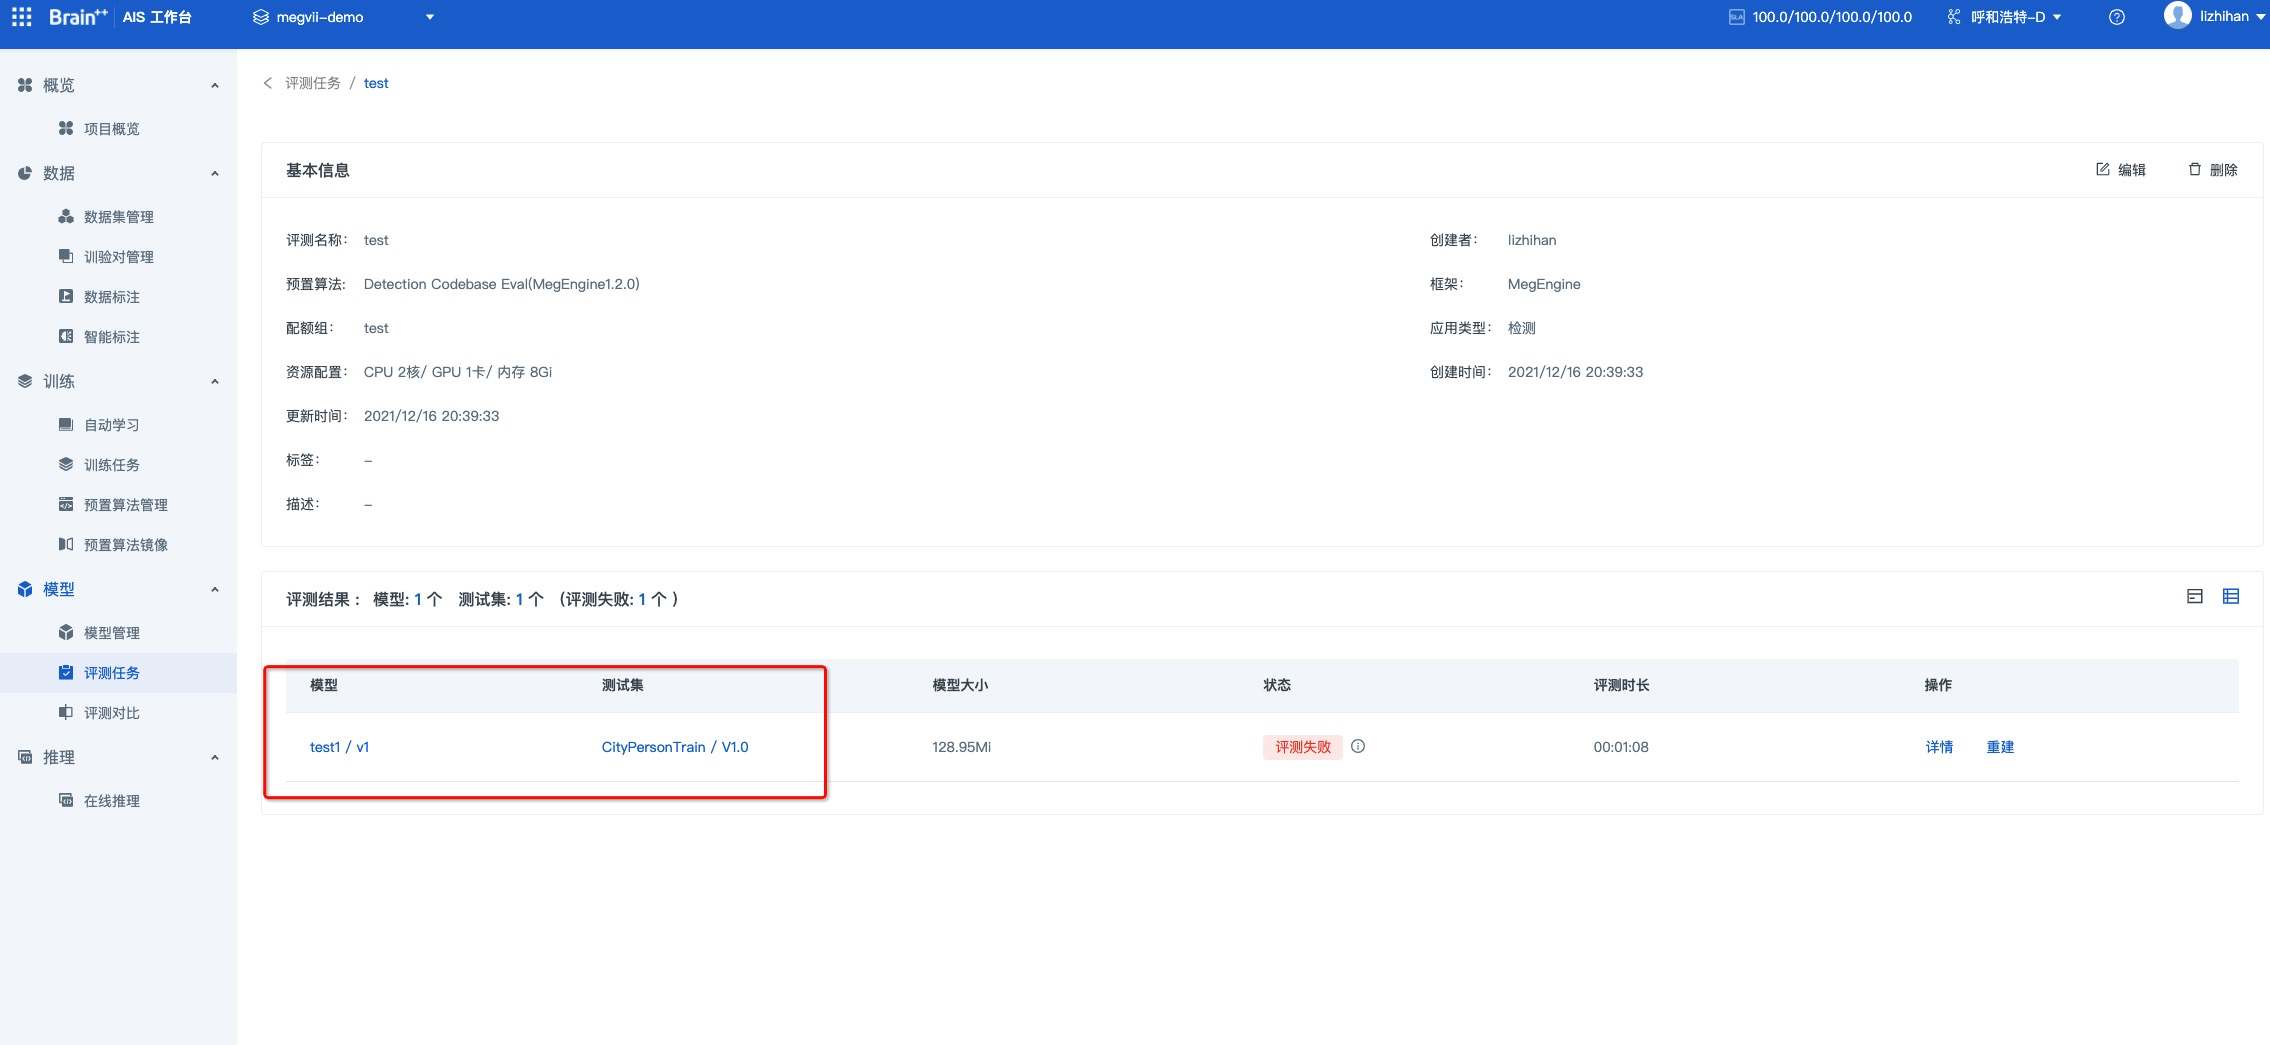 Brain++ AIS 工作台 megvii-demo SLA 100.0/100.0/100.0/100.0 呼和浩特-D lizhihan
概览
项目概览
数据
数据集管理
训验对管理
数据标注
智能标注
训练
自动学习
训练任务
预置算法管理
预置算法镜像
模型
模型管理
评测任务
评测对比
推理
在线推理
评测任务 / test
基本信息 编辑 删除
评测名称: test 创建者: lizhihan
预置算法: Detection Codebase Eval(MegEngine1.2.0) 框架: MegEngine
配额组: test 应用类型: 检测
资源配置: CPU 2核/ GPU 1卡/ 内存 8Gi 创建时间: 2021/12/16 20:39:33
更新时间: 2021/12/16 20:39:33
标签: –
描述: –
评测结果: 模型: 1 个 测试集: 1 个 (评测失败: 1 个 )
模型 测试集 模型大小 状态 评测时长 操作
test1 / v1 CityPersonTrain / V1.0 128.95Mi 评测失败 00:01:08 详情 重建